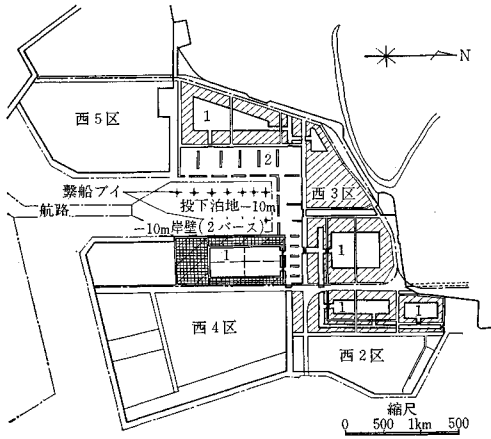 N
西5区
1
2
西3区
繋船ブイ
投下泊地-10m
航路
-10m岸壁(2バース)
1
1
西4区
1
1
西2区
縮尺
0 500 1km 500